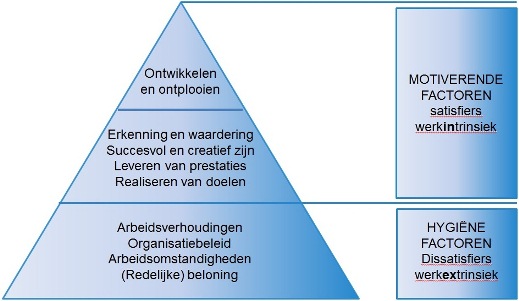 Ontwikkelen
en ontplooien
Erkenning en waardering
Succesvol en creatief zijn
Leveren van prestaties
Realiseren van doelen
Arbeidsverhoudingen
Organisatiebeleid
Arbeidsomstandigheden
(Redelijke) beloning
MOTIVERENDE
FACTOREN
satisfiers
werkintrinsiek
HYGIËNE
FACTOREN
Dissatisfiers
werkextrinsiek